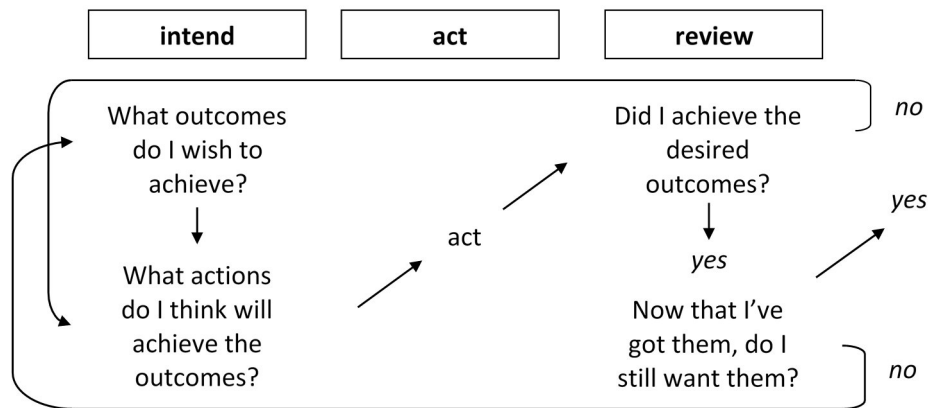 intend
act
review
What outcomes
do I wish to
achieve?
What actions
do I think will
achieve the
outcomes?
act
Did I achieve the
desired
outcomes?
no
yes
Now that I’ve
got them, do I
still want them?
yes
no